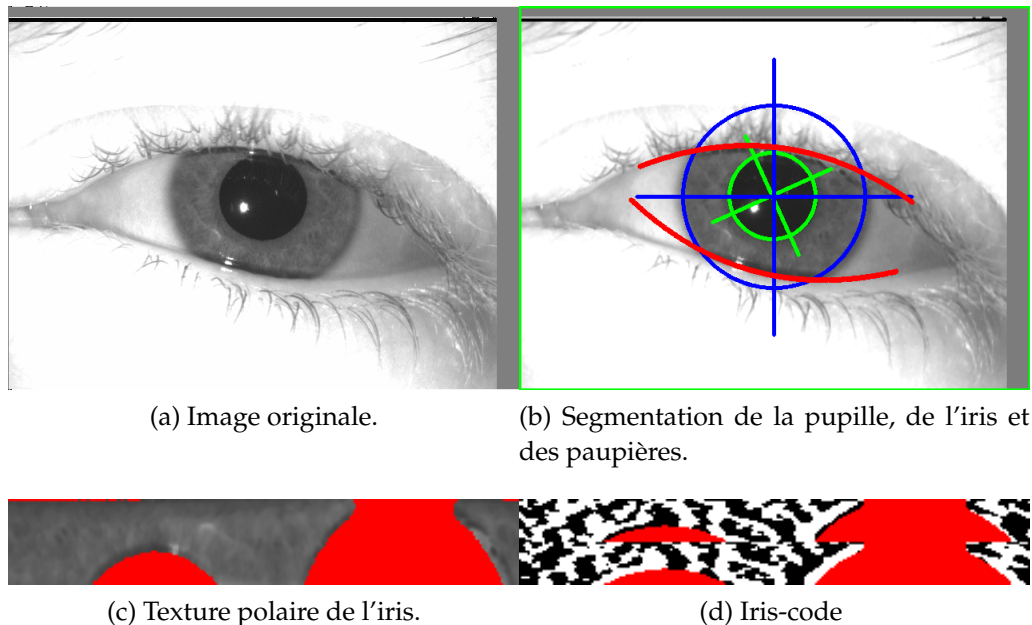 (a) Image originale.
(b) Segmentation de la pupille, de l'iris et
des paupières.
(c) Texture polaire de l'iris.
(d) Iris-code